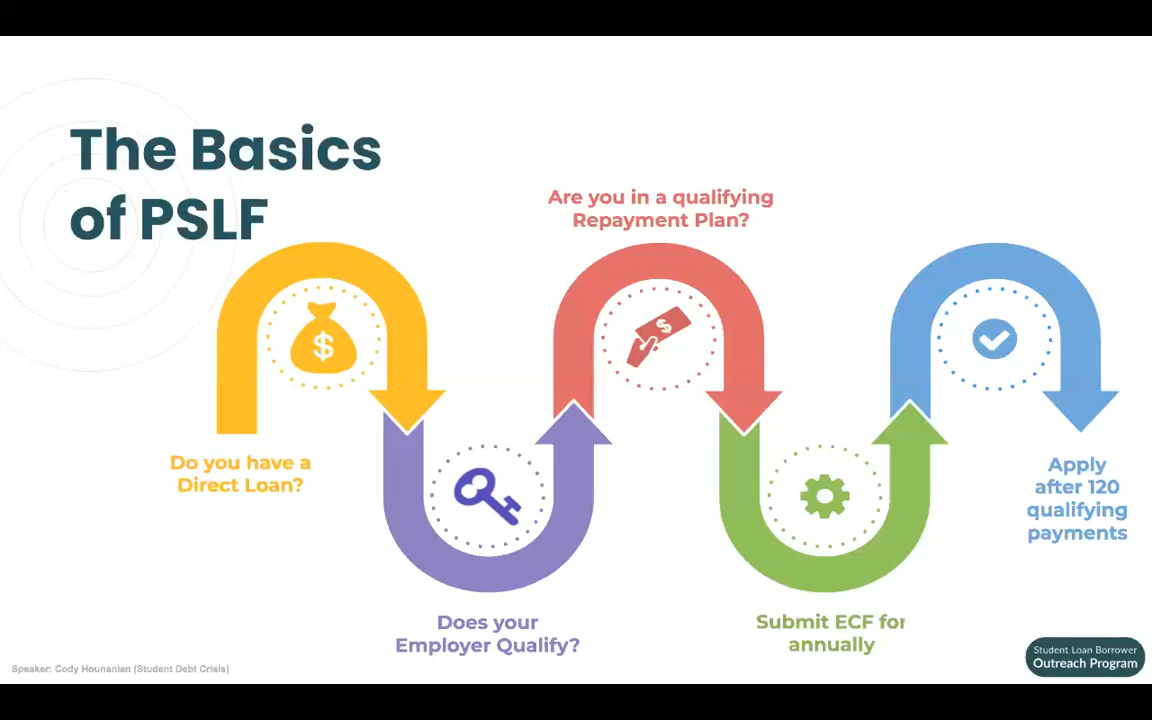 The Basics
of PSLF
Do you have a
Direct Loan?
Does your
Employer Qualify?
Are you in a qualifying
Repayment Plan?
Submit ECF for
annually
Apply
after 120
qualifying
payments
Speaker: Cody Hounanian (Student Debt Crisis)
Student Loan Borrower
Outreach Program